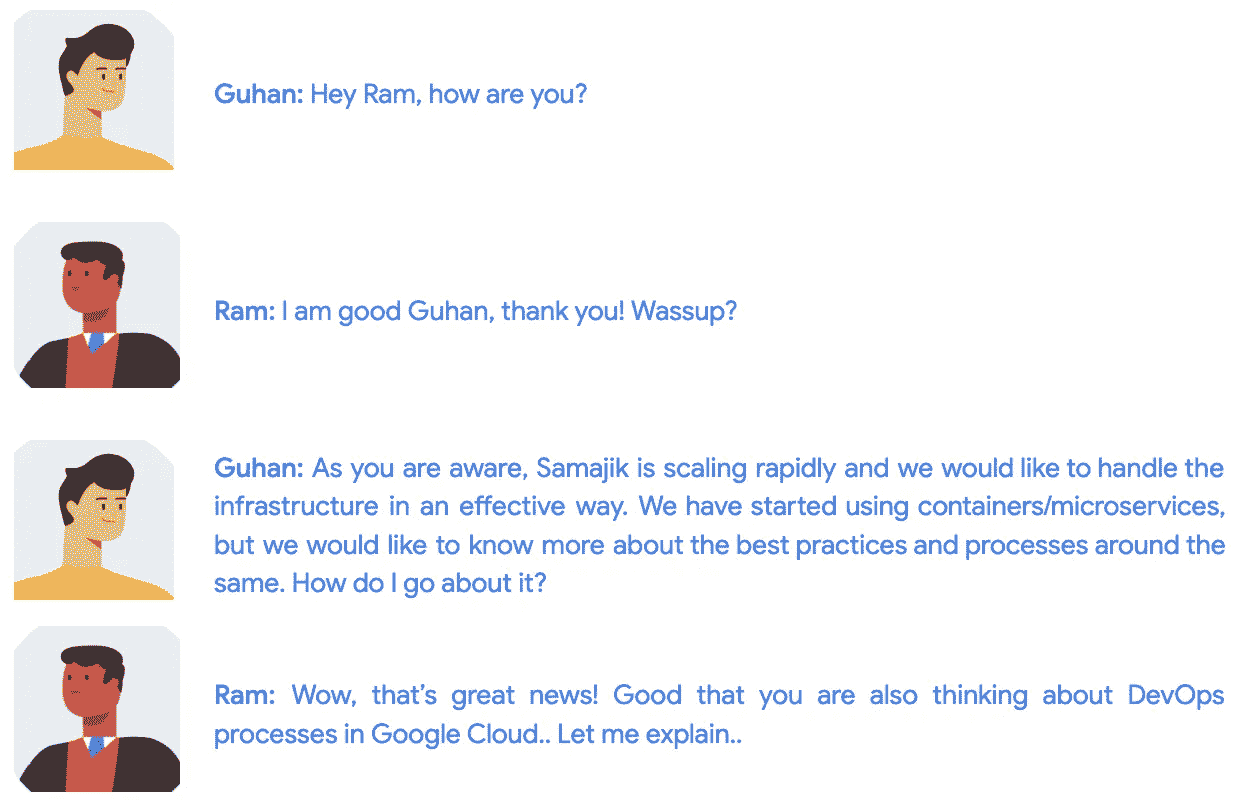 Guhan: Hey Ram, how are you?
Ram: I am good Guhan, thank you! Wassup?
Guhan: As you are aware, Samajik is scaling rapidly and we would like to handle the
infrastructure in an effective way. We have started using containers/microservices,
but we would like to know more about the best practices and processes around the
same. How do I go about it?
Ram: Wow, that’s great news! Good that you are also thinking about DevOps
processes in Google Cloud.. Let me explain..